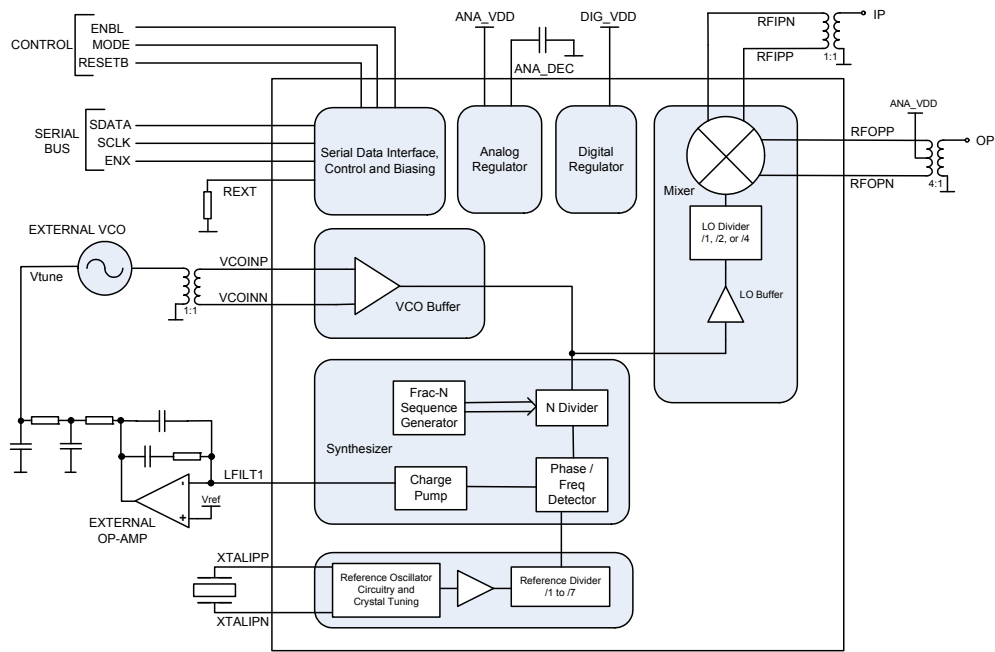 CONTROL
ENBL
MODE
RESETB
ANA_VDD
DIG_VDD
ANA_DEC
RFIPN
RFIPP
1:1
IP
SERIAL
BUS
SDATA
SCLK
ENX
REXT
Serial Data Interface,
Control and Biasing
Analog
Regulator
Digital
Regulator
Mixer
LO Divider
/1, /2, or /4
LO Buffer
ANA_VDD
RFOPP
RFOPN
4:1
OP
EXTERNAL VCO
Vtune
1:1
VCOINP
VCOINN
VCO Buffer
Frac-N
Sequence
Generator
N Divider
Synthesizer
Charge
Pump
Phase /
Freq
Detector
LFILT1
-
+
Vref
EXTERNAL
OP-AMP
XTALIPP
XTALIPN
Reference Oscillator
Circuitry and
Crystal Tuning
Reference Divider
/1 to /7